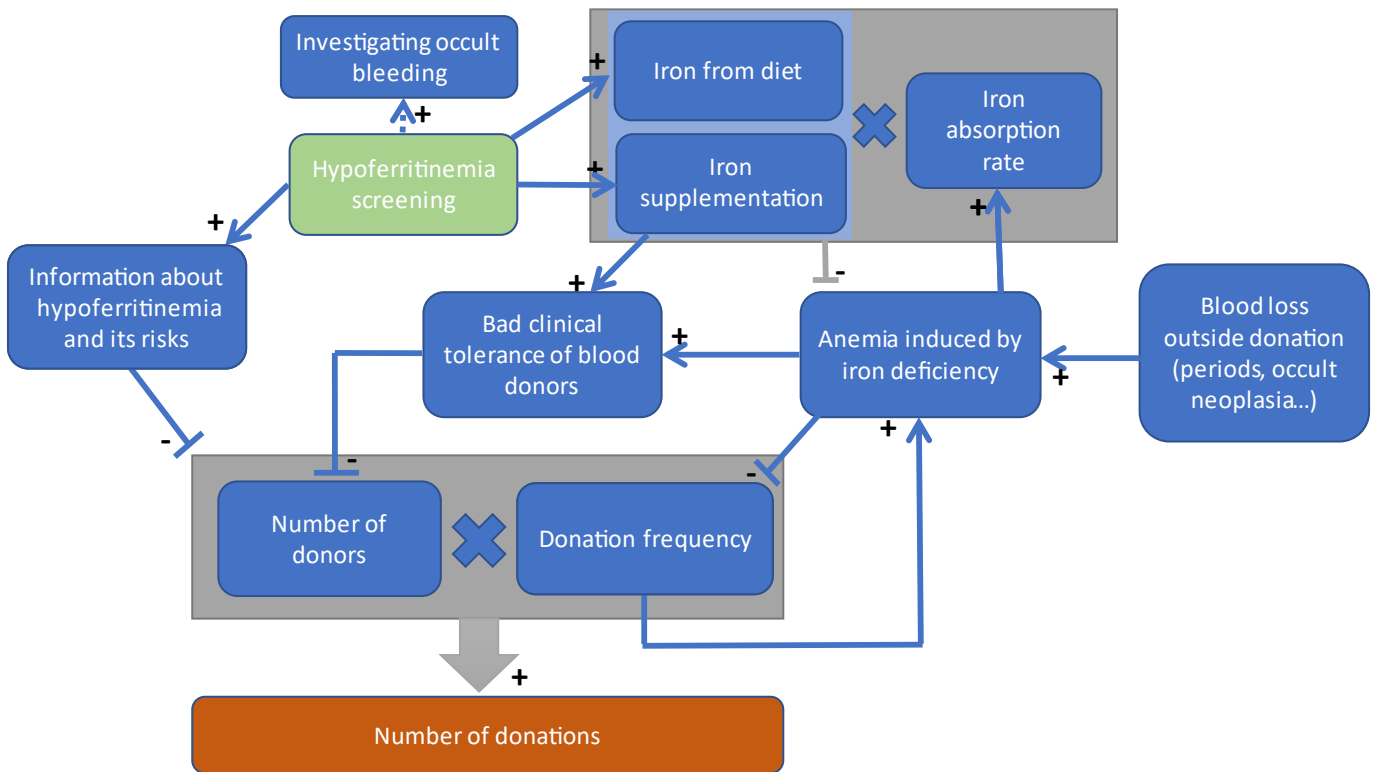 Investigating occult
bleeding
+
Hypoferritinemia
screening
+
Iron from diet
+
Iron
supplementation
Iron
absorption
rate
+
+
Information about
hypoferritinemia
and its risks
+
Bad clinical
tolerance of blood
donors
-
+
Anemia induced by
iron deficiency
Blood loss
outside donation
(periods, occult
neoplasia...)
+
-
-
-
+
Number of
donors
Donation frequency
+
Number of donations